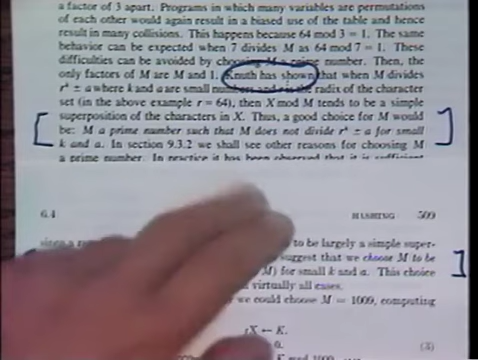 a factor of 3 apart. Programs in which many variables are permutations
of each other would again result in a biased use of the table and hence
result in many collisions. This happens because 64 mod 3 = 1. The same
behavior can be expected when 7 divides M as 64 mod 7 = 1. These
difficulties can be avoided by choosing M a prime number. Then, the
only factors of M are M and 1. Knuth has shown that when M divides
rᵏ ± a where k and a are small numbers and r is the radix of the character
set (in the above example r = 64), then X mod M tends to be a simple
superposition of the characters in X. Thus, a good choice for M would
be: M a prime number such that M does not divide rᵏ ± a for small
k and a. In section 9.3.2 we shall see other reasons for choosing M
a prime number. In practice it has been observed that it is sufficient
6.4 HASHING 509
to be largely a simple super-
suggest that we choose M to be
M) for small k and a. This choice
virtually all cases.
we could choose M = 1009, computing
rX ← K.
0.
K mod 1009
(3)